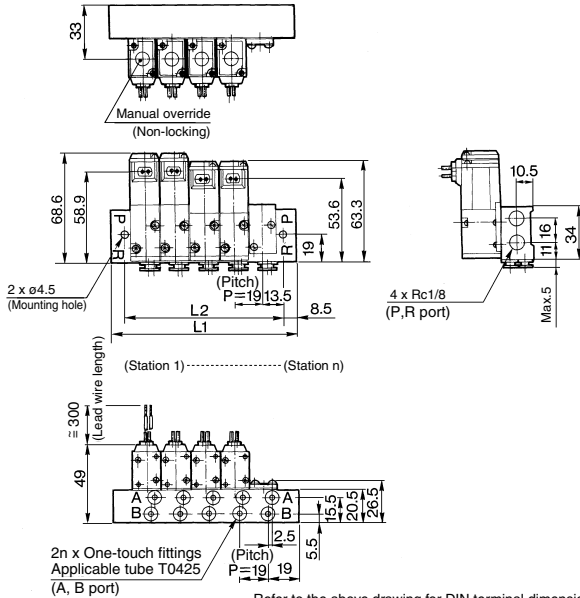 33
Manual override
(Non-locking)
68.6
58.9
P
R
P
R
19
53.6
63.3
2 x ø4.5
(Mounting hole)
(Pitch)
P=19
13.5
L2
8.5
L1
10.5
16
34
11
Max.5
4 x Rc1/8
(P,R port)
(Station 1)
(Station n)
≈ 300
(Lead wire length)
49
A
B
A
B
15.5
20.5
26.5
5.5
2.5
(Pitch)
P=19
19
2n x One-touch fittings
Applicable tube T0425
(A, B port)